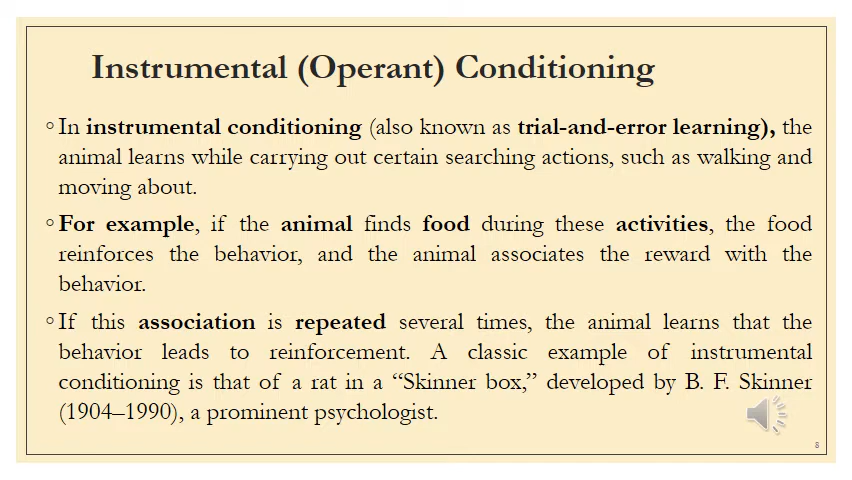 Instrumental (Operant) Conditioning
◦ In instrumental conditioning (also known as trial-and-error learning), the
animal learns while carrying out certain searching actions, such as walking and
moving about.
◦ For example, if the animal finds food during these activities, the food
reinforces the behavior, and the animal associates the reward with the
behavior.
◦ If this association is repeated several times, the animal learns that the
behavior leads to reinforcement. A classic example of instrumental
conditioning is that of a rat in a “Skinner box,” developed by B. F. Skinner
(1904–1990), a prominent psychologist.
8